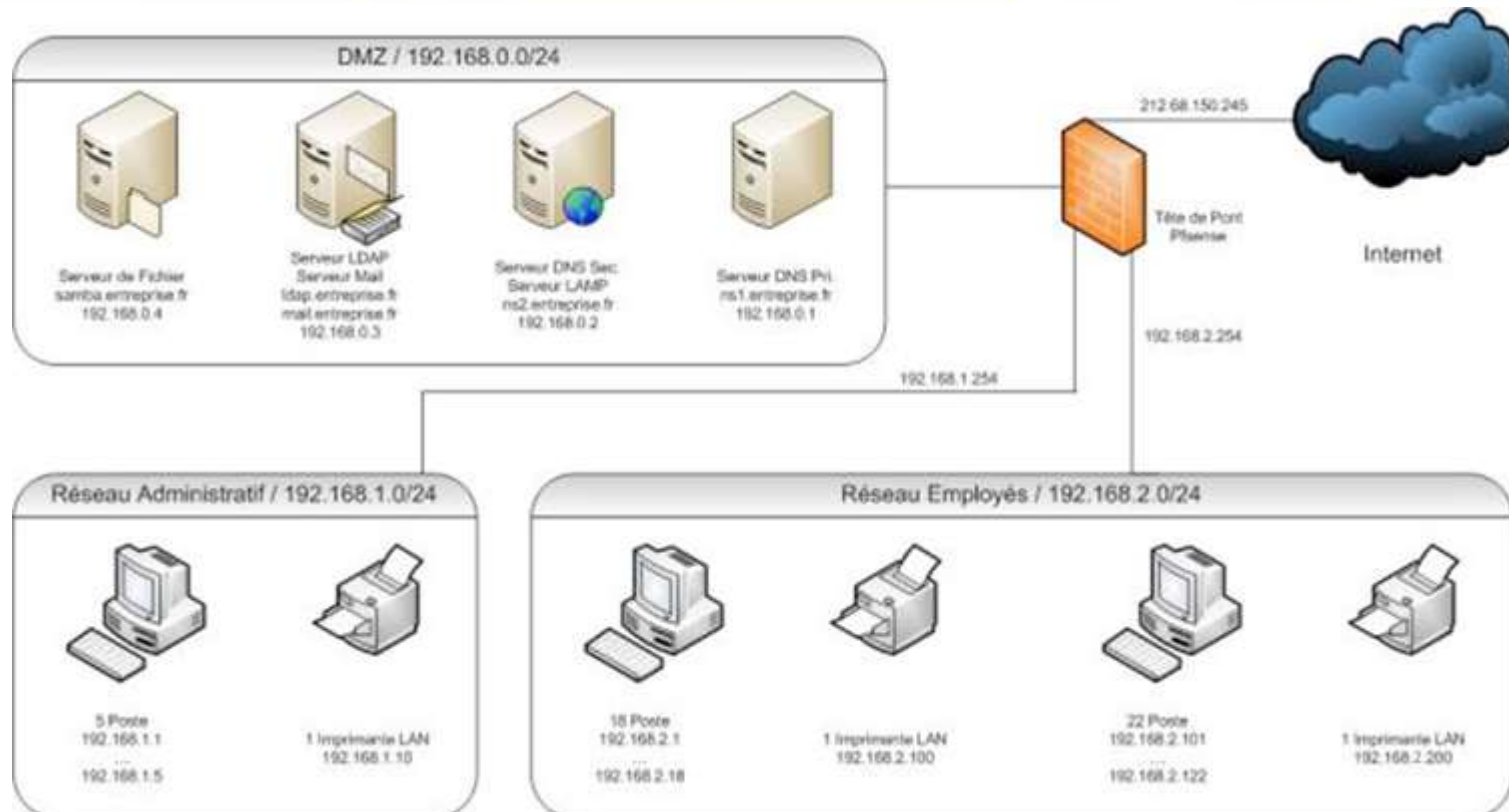 DMZ / 192.168.0.0/24
212.68.150.245
Serveur de Fichier
samba.entreprise.fr
192.168.0.4
Serveur LDAP
Serveur Mail
ldap.entreprise.fr
mail.entreprise.fr
192.168.0.3
Serveur DNS Sec.
Serveur LAMP
ns2.entreprise.fr
192.168.0.2
Serveur DNS Pri.
ns1.entreprise.fr
192.168.0.1
Tête de Pont
Pfsense
Internet
192.168.2.254
192.168.1.254
Réseau Administratif / 192.168.1.0/24
5 Poste
192.168.1.1
...
192.168.1.5
1 Imprimante LAN
192.168.1.10
Réseau Employés / 192.168.2.0/24
18 Poste
192.168.2.1
...
192.168.2.18
1 Imprimante LAN
192.168.2.100
22 Poste
192.168.2.101
...
192.168.2.122
1 Imprimante LAN
192.168.2.200